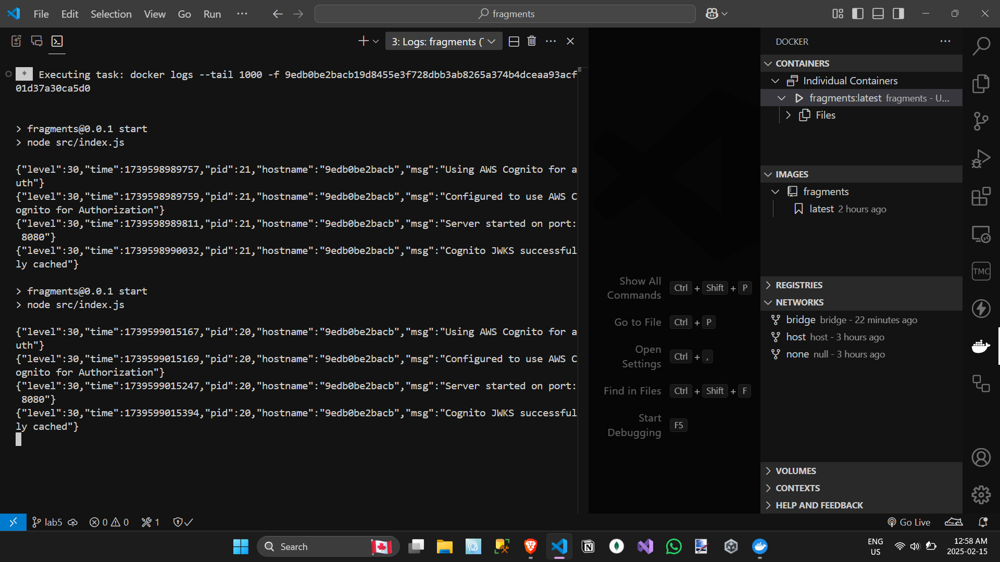 File Edit Selection View Go Run ···
fragments
3: Logs: fragments (
* Executing task: docker logs --tail 1000 -f 9edb0be2bacb19d8455e3f728dbb3ab8265a374b4dceaa93acf
01d37a30ca5d0
> fragments@0.0.1 start
> node src/index.js
{"level":30,"time":1739598989757,"pid":21,"hostname":"9edb0be2bacb","msg":"Using AWS Cognito for a
uth"}
{"level":30,"time":1739598989759,"pid":21,"hostname":"9edb0be2bacb","msg":"Configured to use AWS C
ognito for Authorization"}
{"level":30,"time":1739598989811,"pid":21,"hostname":"9edb0be2bacb","msg":"Server started on port:
8080"}
{"level":30,"time":1739598990032,"pid":21,"hostname":"9edb0be2bacb","msg":"Cognito JWKS successful
ly cached"}
> fragments@0.0.1 start
> node src/index.js
{"level":30,"time":1739599015167,"pid":20,"hostname":"9edb0be2bacb","msg":"Using AWS Cognito for a
uth"}
{"level":30,"time":1739599015169,"pid":20,"hostname":"9edb0be2bacb","msg":"Configured to use AWS C
ognito for Authorization"}
{"level":30,"time":1739599015247,"pid":20,"hostname":"9edb0be2bacb","msg":"Server started on port:
8080"}
{"level":30,"time":1739599015394,"pid":20,"hostname":"9edb0be2bacb","msg":"Cognito JWKS successful
ly cached"}
Show All
Commands Ctrl + Shift + P
Go to File Ctrl + P
Open
Settings Ctrl + ,
Find in Files Ctrl + Shift + F
Start
Debugging F5
DOCKER
CONTAINERS
Individual Containers
fragments:latest fragments - U...
Files
IMAGES
fragments
latest 2 hours ago
REGISTRIES
NETWORKS
bridge bridge - 22 minutes ago
host host - 3 hours ago
none null - 3 hours ago
VOLUMES
CONTEXTS
HELP AND FEEDBACK
TMC
lab5 0 0 1
Go Live
Search
ENG
US
12:58 AM
2025-02-15